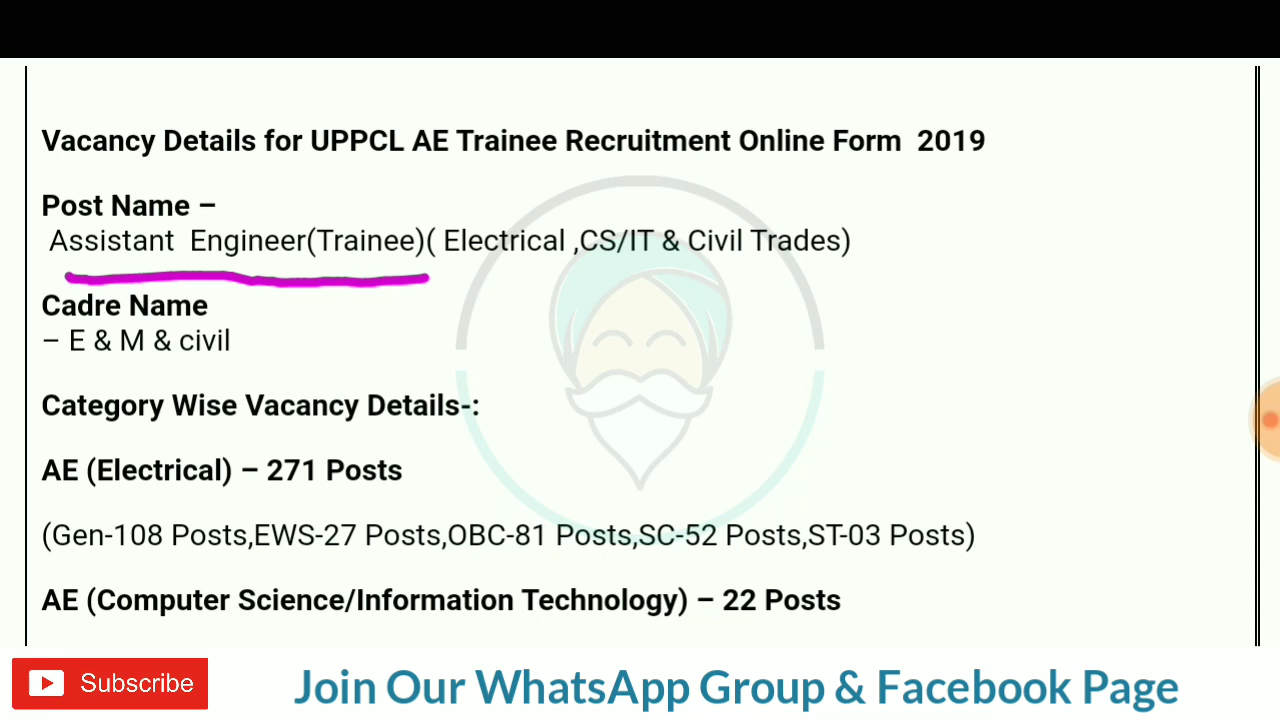 Vacancy Details for UPPCL AE Trainee Recruitment Online Form  2019
Post Name –
Assistant  Engineer(Trainee)( Electrical ,CS/IT & Civil Trades)
Cadre Name
– E & M & civil
Category Wise Vacancy Details-:
AE (Electrical) – 271 Posts
(Gen-108 Posts,EWS-27 Posts,OBC-81 Posts,SC-52 Posts,ST-03 Posts)
AE (Computer Science/Information Technology) – 22 Posts
Subscribe
Join Our WhatsApp Group & Facebook Page